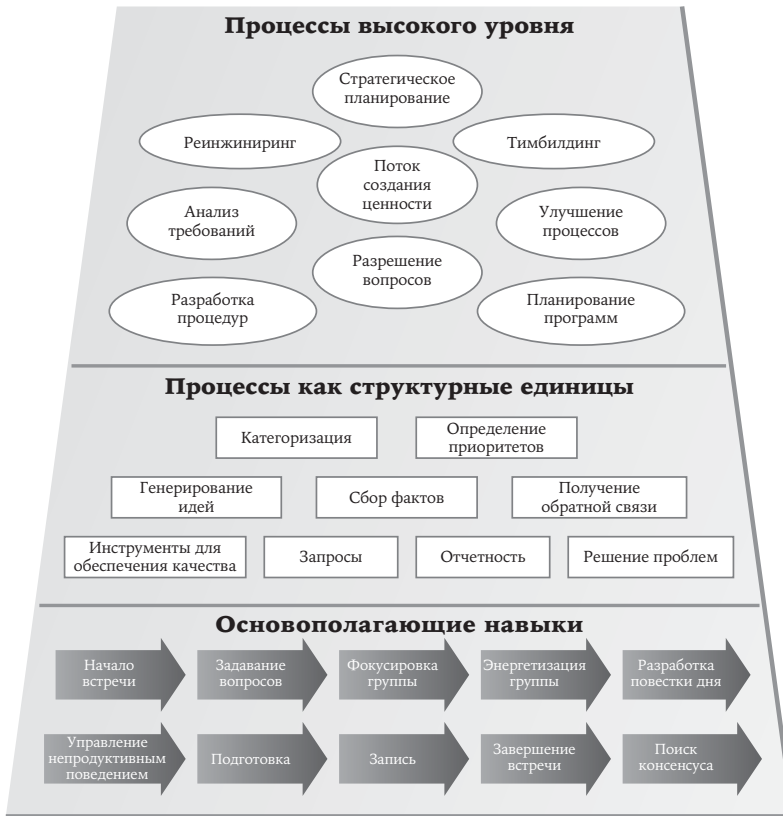 Процессы высокого уровня
Стратегическое
планирование
Реинжиниринг
Тимбилдинг
Поток
создания
ценности
Анализ
требований
Улучшение
процессов
Разрешение
вопросов
Разработка
процедур
Планирование
программ
Процессы как структурные единицы
Категоризация
Определение
приоритетов
Генерирование
идей
Сбор фактов
Получение
обратной связи
Инструменты для
обеспечения качества
Запросы
Отчетность
Решение проблем
Основополагающие навыки
Начало
встречи
Задавание
вопросов
Фокусировка
группы
Энергетизация
группы
Разработка
повестки дня
Управление
непродуктивным
поведением
Подготовка
Запись
Завершение
встречи
Поиск
консенсуса